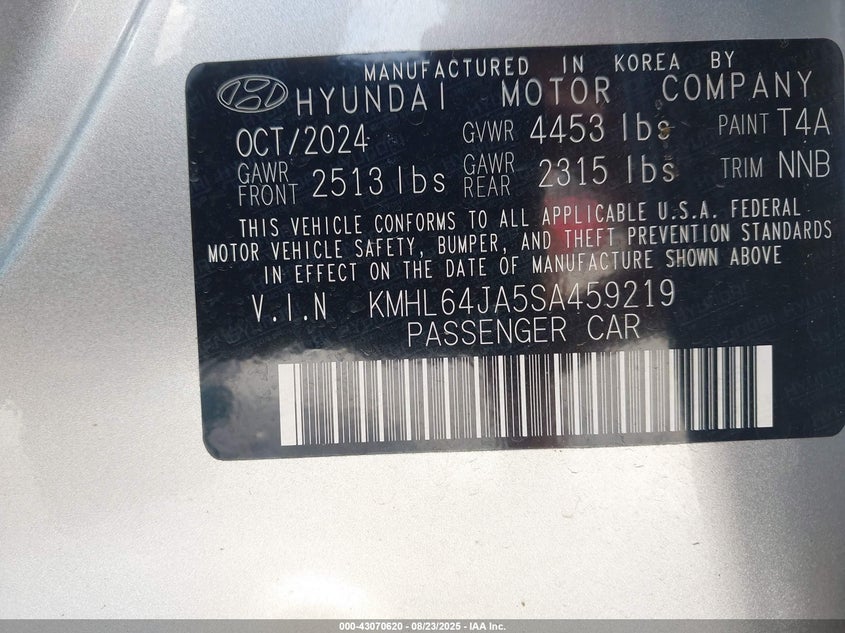 MANUFACTURED IN KOREA BY
HYUNDAI MOTOR COMPANY
OCT/2024 GVWR 4453 lbs PAINT T4A
GAWR FRONT 2513 lbs GAWR REAR 2315 lbs TRIM NNB
THIS VEHICLE CONFORMS TO ALL APPLICABLE U.S.A. FEDERAL
MOTOR VEHICLE SAFETY, BUMPER, AND THEFT PREVENTION STANDARDS
IN EFFECT ON THE DATE OF MANUFACTURE SHOWN ABOVE
V.I.N KMHL64JA5SA459219
PASSENGER CAR
000-43070620 - 08/23/2025 - IAA Inc.